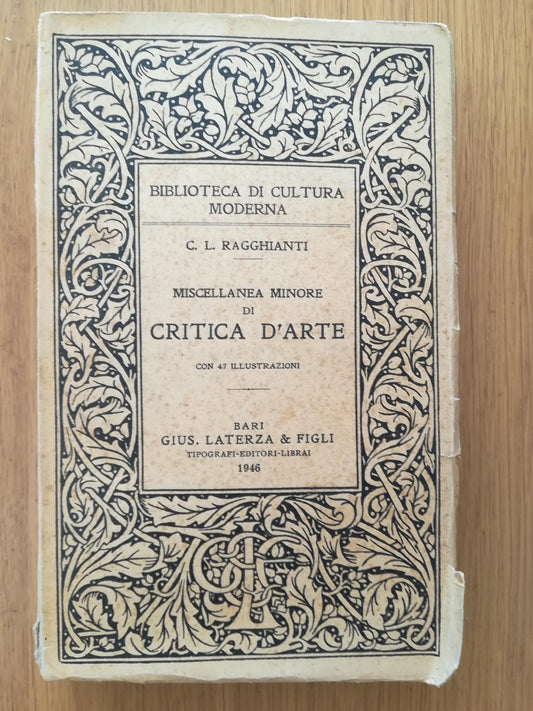 BIBLIOTECA DI CULTURA
MODERNA
C. L. RAGGHIANTI
MISCELLANEA MINORE
DI
CRITICA D'ARTE
CON 47 ILLUSTRAZIONI
BARI
GIUS. LATERZA & FIGLI
TIPOGRAFI-EDITORI-LIBRAI
1946